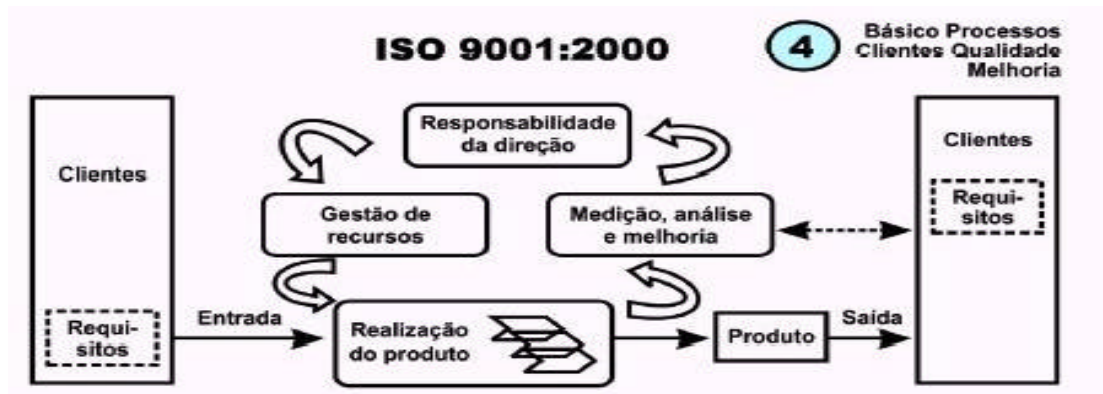 ISO 9001:2000
4
Básico Processos
Clientes Qualidade
Melhoria
Clientes
Requi-
sitos
Entrada
Responsabilidade
da direção
Gestão de
recursos
Medição, análise
e melhoria
Realização
do produto
Produto
Saída
Clientes
Requi-
sitos